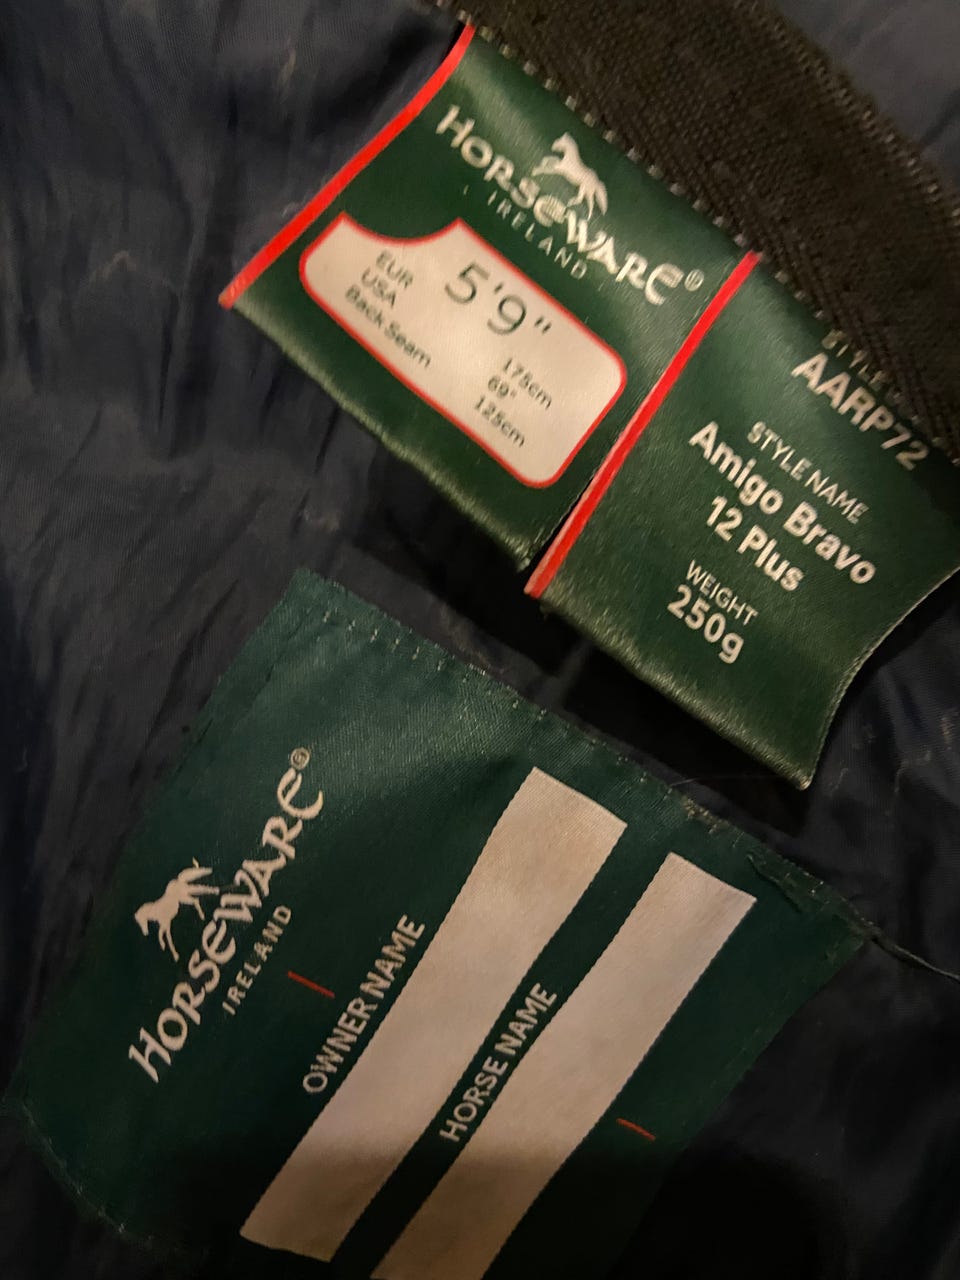 HORSEWARE®
IRELAND
5'9"
EUR 175cm
USA 69"
Back Seam 125cm
STYLE
AARP72
STYLE NAME
Amigo Bravo
12 Plus
WEIGHT
250g
HORSEWARE®
IRELAND
OWNER NAME
HORSE NAME